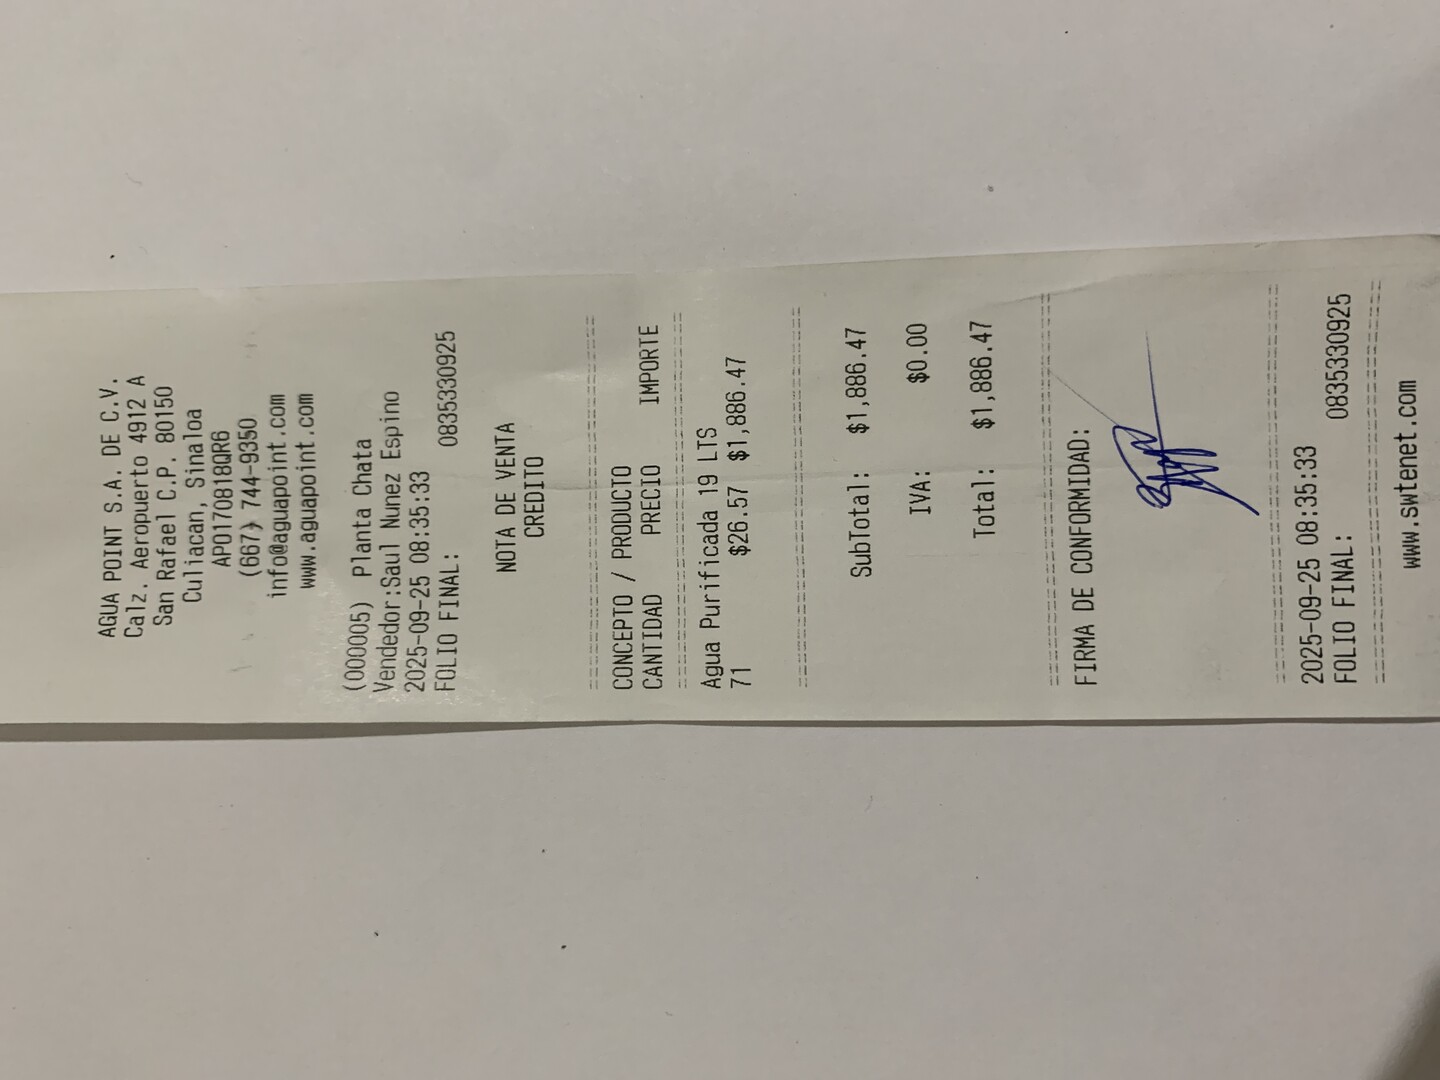 AGUA POINT S.A. DE C.V.
Calz. Aeropuerto 4912 A
San Rafael C.P. 80150
Culiacan, Sinaloa
APO170818QR6
(667) 744-9350
info@aguapoint.com
www.aguapoint.com
(000005) Planta Chata
Vendedor:Saul Nunez Espino
2025-09-25 08:35:33
FOLIO FINAL: 0835330925
NOTA DE VENTA
CREDITO
CONCEPTO / PRODUCTO
CANTIDAD PRECIO IMPORTE
Agua Purificada 19 LTS
71 $26.57 $1,886.47
SubTotal: $1,886.47
IVA: $0.00
Total: $1,886.47
FIRMA DE CONFORMIDAD:
2025-09-25 08:35:33
FOLIO FINAL: 0835330925
www.swtenet.com